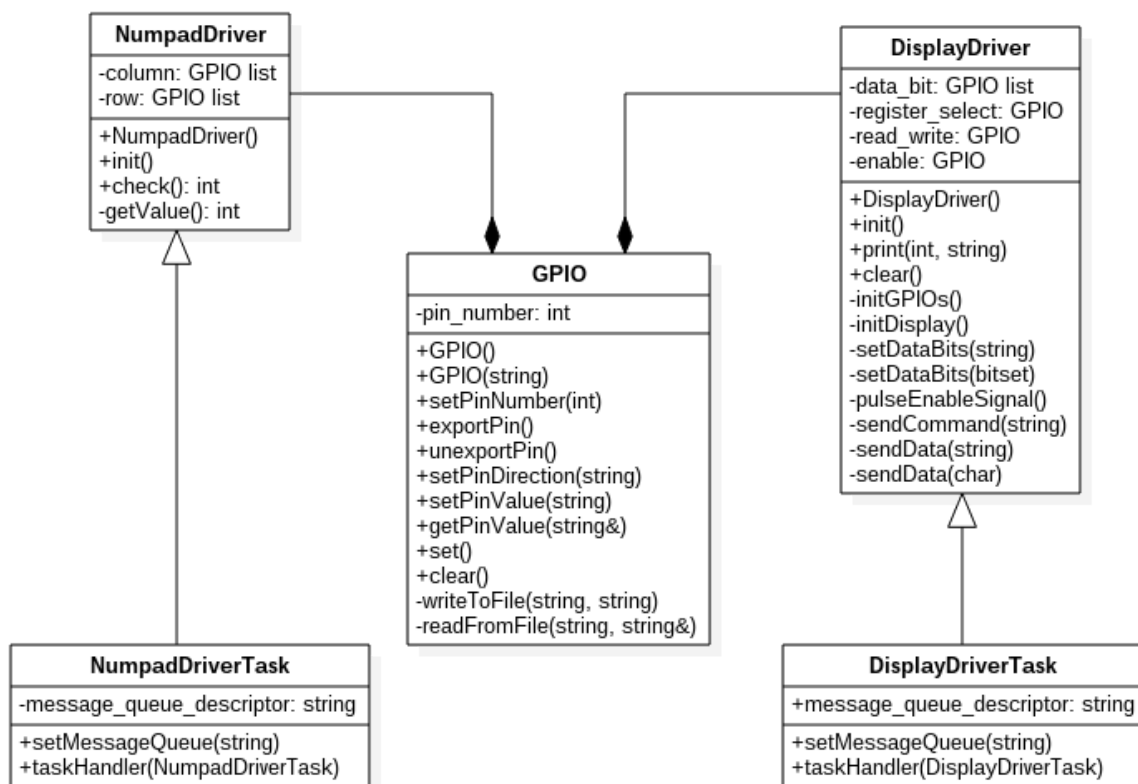 NumpadDriver
-column: GPIO list
-row: GPIO list
+NumpadDriver()
+init()
+check(): int
-getValue(): int
DisplayDriver
-data_bit: GPIO list
-register_select: GPIO
-read_write: GPIO
-enable: GPIO
+DisplayDriver()
+init()
+print(int, string)
+clear()
-initGPIOs()
-initDisplay()
-setDataBits(string)
-setDataBits(bitset)
-pulseEnableSignal()
-sendCommand(string)
-sendData(string)
-sendData(char)
GPIO
-pin_number: int
+GPIO()
+GPIO(string)
+setPinNumber(int)
+exportPin()
+unexportPin()
+setPinDirection(string)
+setPinValue(string)
+getPinValue(string&)
+set()
+clear()
-writeToFile(string, string)
-readFromFile(string, string&)
NumpadDriverTask
-message_queue_descriptor: string
+setMessageQueue(string)
+taskHandler(NumpadDriverTask)
DisplayDriverTask
+message_queue_descriptor: string
+setMessageQueue(string)
+taskHandler(DisplayDriverTask)